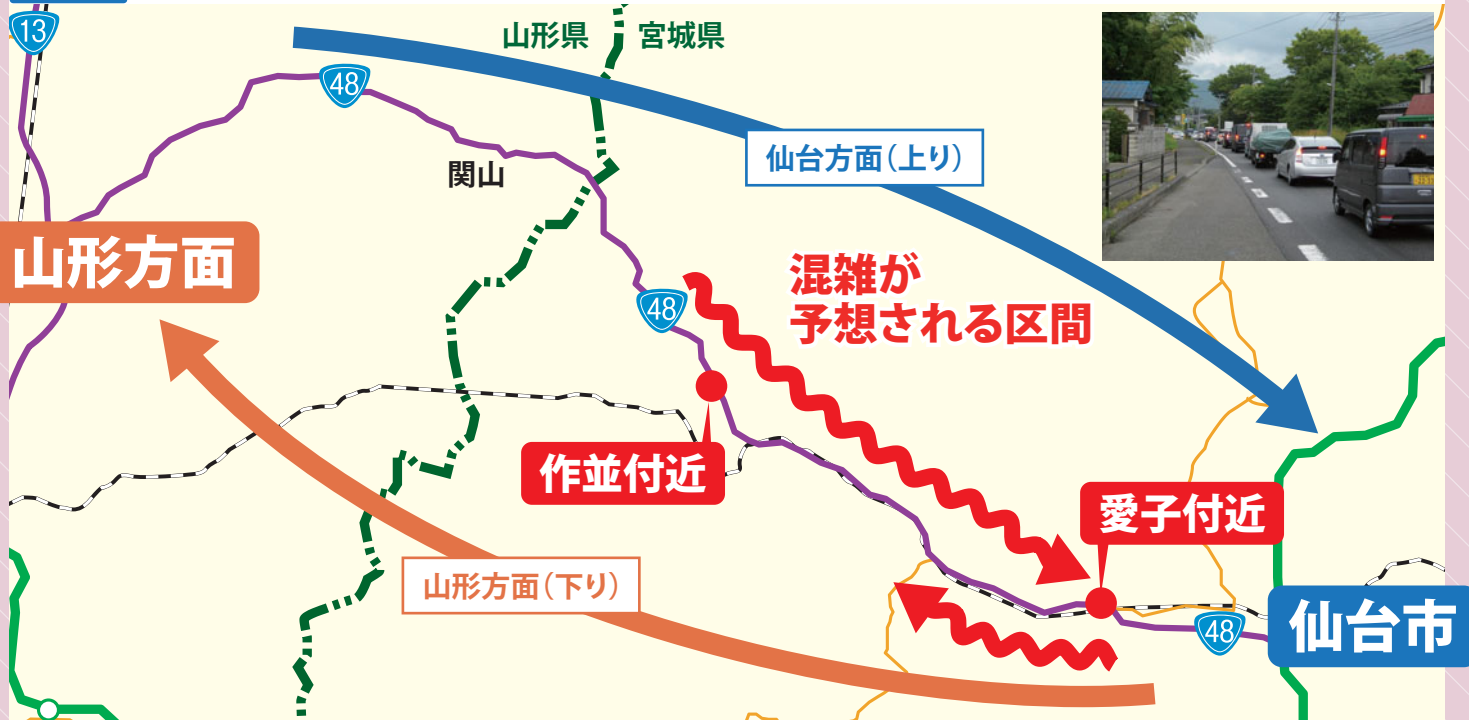 13
山形県 宮城県
48
仙台方面（上り）
関山
山形方面
混雑が
予想される区間
48
作並付近
愛子付近
山形方面（下り）
仙台市
48